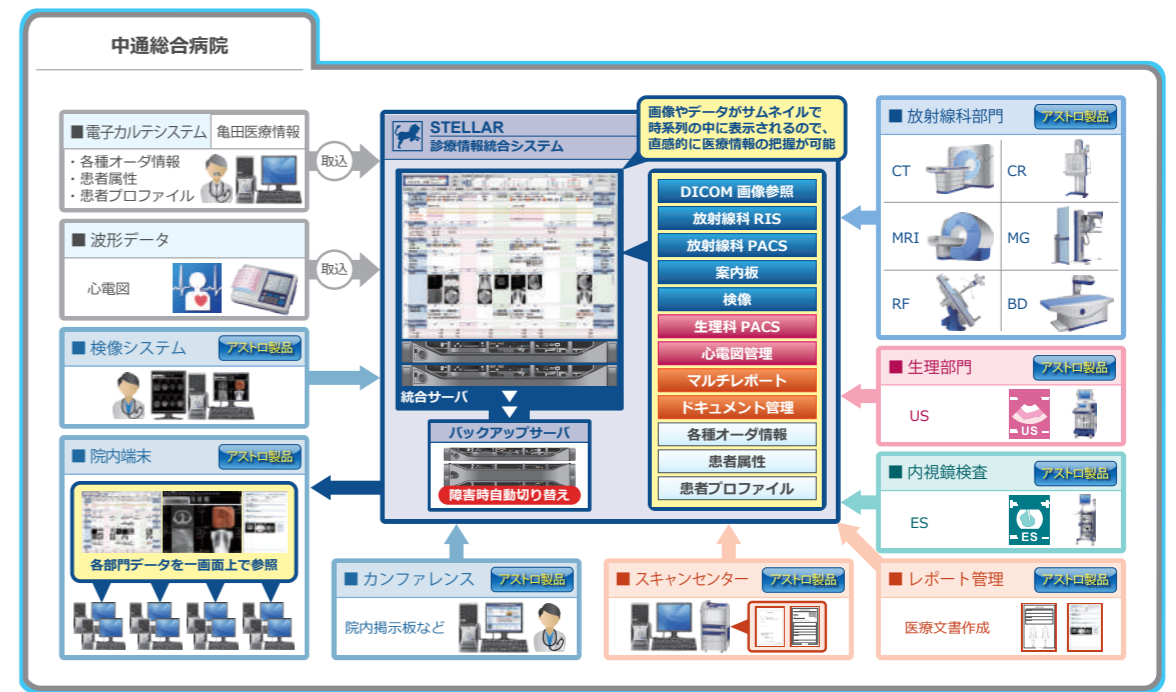 中通総合病院
■電子カルテシステム 亀田医療情報
・各種オーダ情報
・患者属性
・患者プロファイル
取込
■ 波形データ
心電図
取込
■ 検像システム アストロ製品
■ 院内端末 アストロ製品
各部門データを一画面上で参照
STELLAR
診療情報統合システム
画像やデータがサムネイルで
時系列の中に表示されるので、
直感的に医療情報の把握が可能
統合サーバ
バックアップサーバ
障害時自動切り替え
DICOM 画像参照
放射線科 RIS
放射線科 PACS
案内板
検像
生理科 PACS
心電図管理
マルチレポート
ドキュメント管理
各種オーダ情報
患者属性
患者プロファイル
■ 放射線科部門 アストロ製品
CT CR
MRI MG
RF BD
■ 生理部門 アストロ製品
US
US
■ 内視鏡検査 アストロ製品
ES
ES
■ カンファレンス アストロ製品
院内掲示板など
■ スキャンセンター アストロ製品
■ レポート管理 アストロ製品
医療文書作成